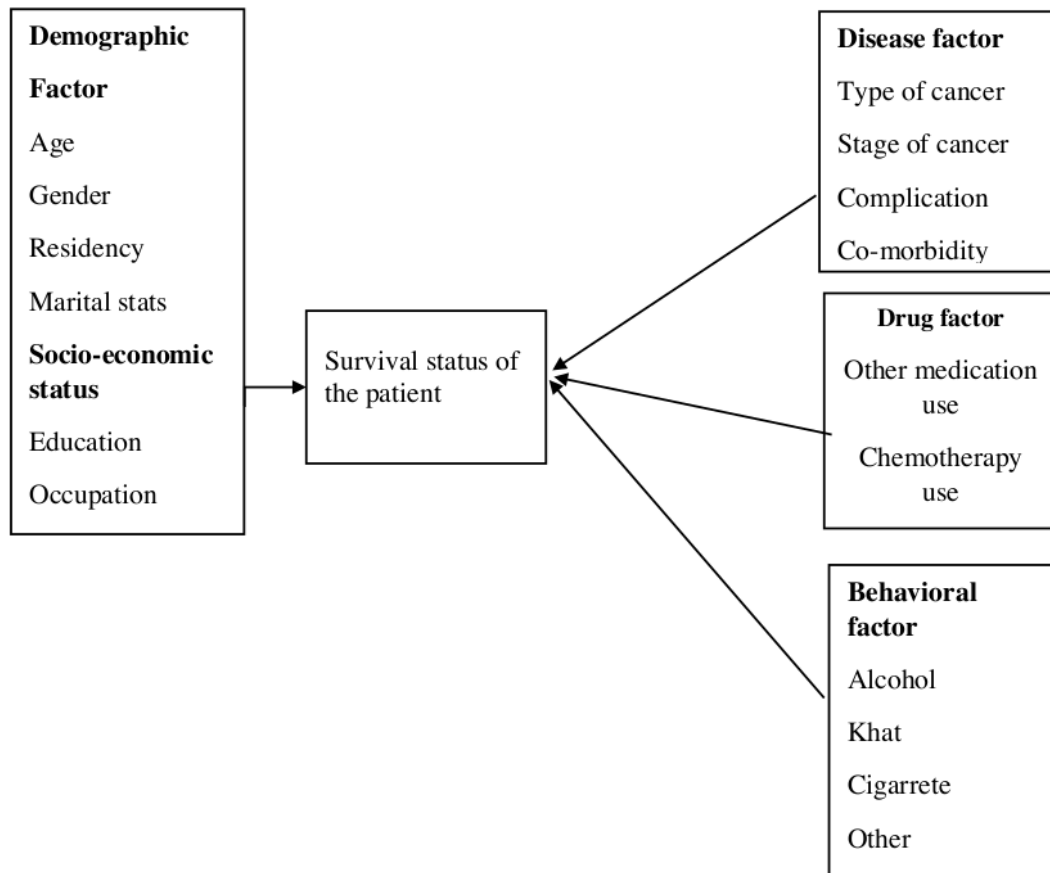 Demographic
Factor
Age
Gender
Residency
Marital stats
Socio-economic
status
Education
Occupation
Survival status of
the patient
Disease factor
Type of cancer
Stage of cancer
Complication
Co-morbidity
Drug factor
Other medication
use
Chemotherapy
use
Behavioral
factor
Alcohol
Khat
Cigarrete
Other